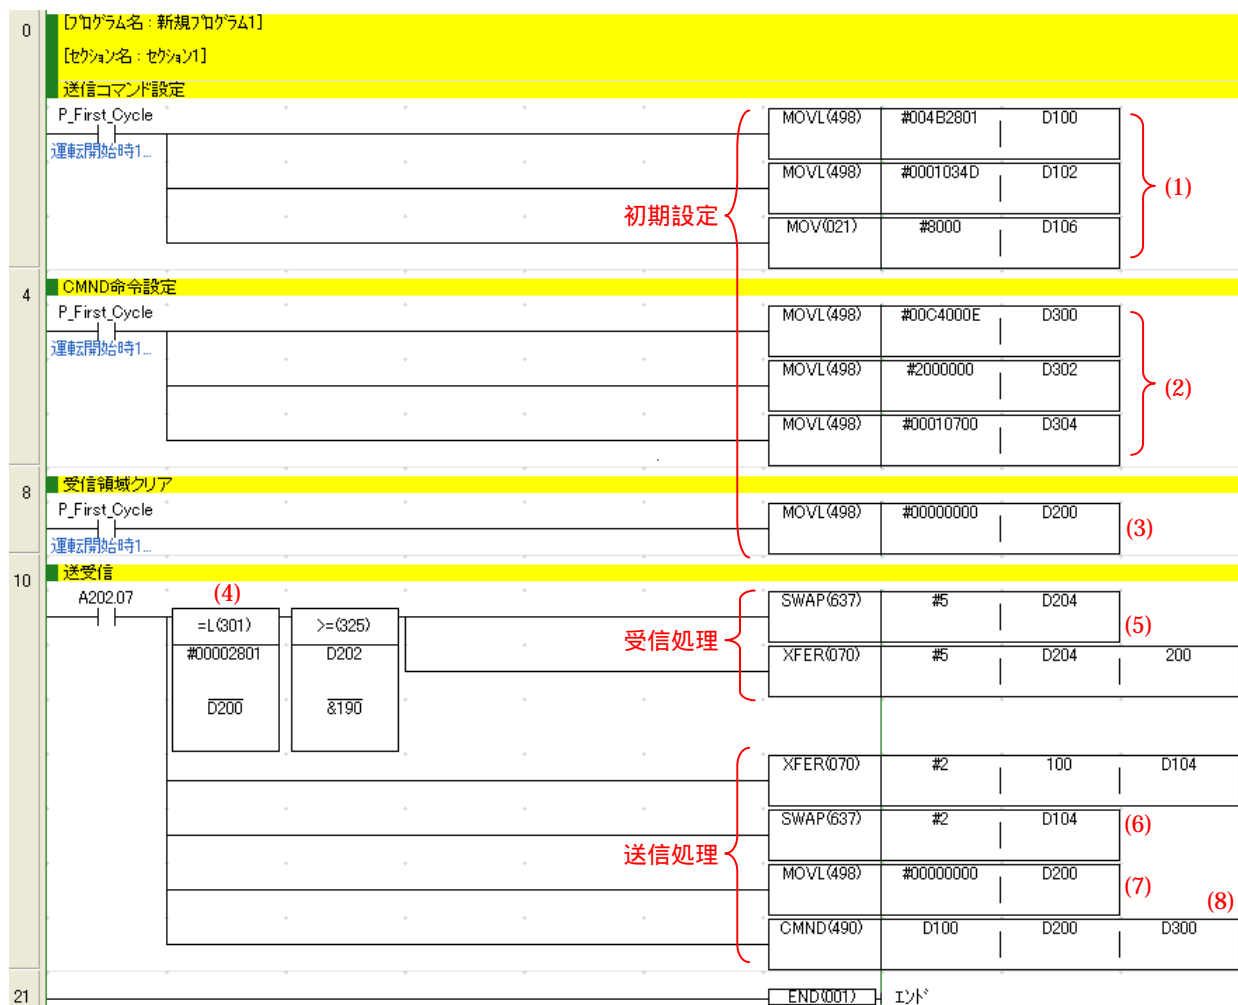 0
[プログラム名 : 新規プログラム1]
[セクション名 : セクション1]
送信コマンド設定
P_First_Cycle
運転開始時1...
MOVL(498) #004B2801 D100
MOVL(498) #0001034D D102
MOV(021) #8000 D106
(1)
初期設定
4
CMND命令設定
P_First_Cycle
運転開始時1...
MOVL(498) #00C4000E D300
MOVL(498) #2000000 D302
MOVL(498) #00010700 D304
(2)
8
受信領域クリア
P_First_Cycle
運転開始時1...
MOVL(498) #00000000 D200
(3)
10
送受信
A202.07
(4)
=L(301)
#00002801
D200
>=(325)
D202
&190
受信処理
SWAP(637) #5 D204
(5)
XFER(070) #5 D204 200
送信処理
XFER(070) #2 100 D104
SWAP(637) #2 D104
(6)
MOVL(498) #00000000 D200
(7)
(8)
CMND(490) D100 D200 D300
21
END(001) エンド